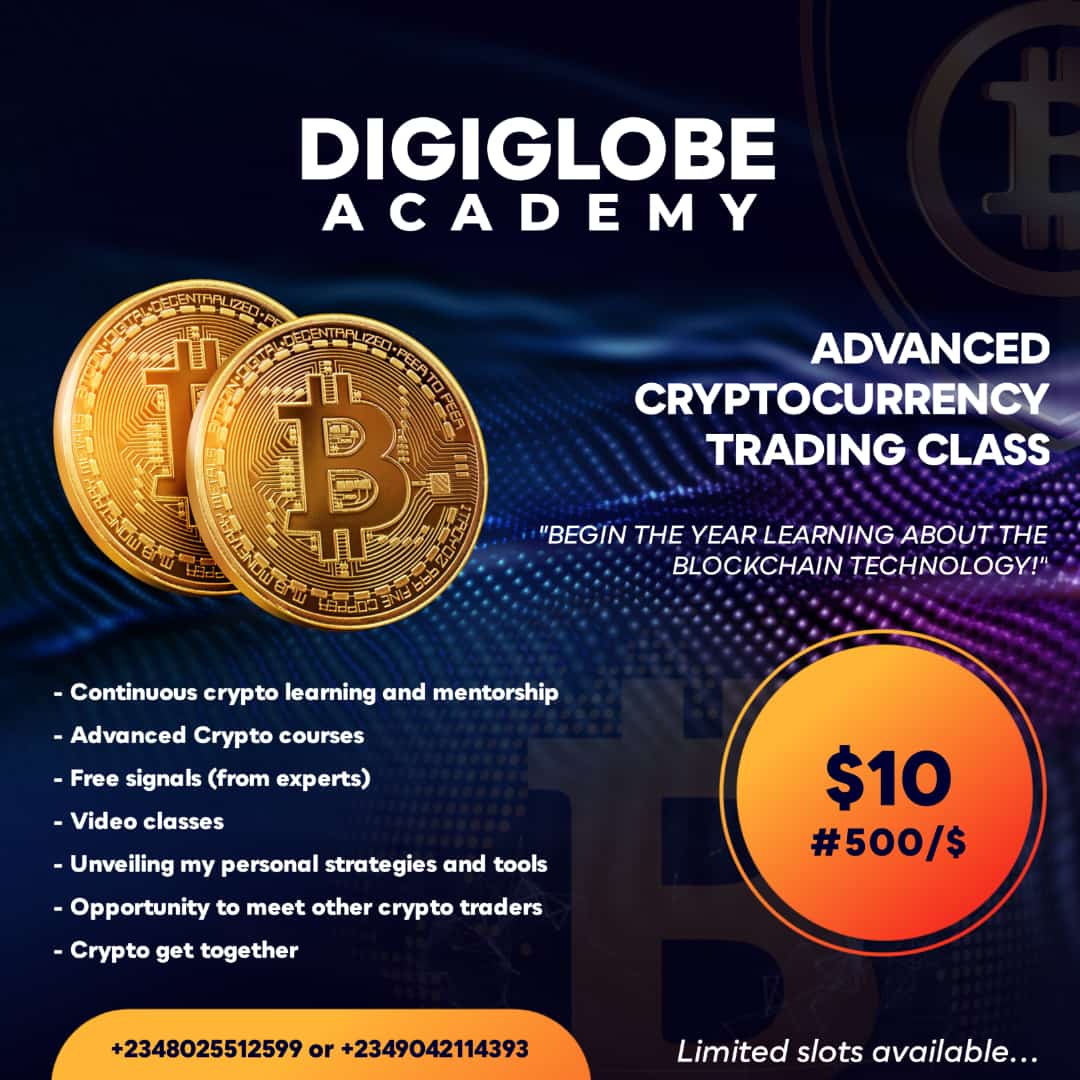 DIGIGLOBE
ACADEMY
ADVANCED
CRYPTOCURRENCY
TRADING CLASS
"BEGIN THE YEAR LEARNING ABOUT THE
BLOCKCHAIN TECHNOLOGY!"
- Continuous crypto learning and mentorship
- Advanced Crypto courses
- Free signals (from experts)
- Video classes
- Unveiling my personal strategies and tools
- Opportunity to meet other crypto traders
- Crypto get together
$10
#500/$
+2348025512599 or +2349042114393
Limited slots available...